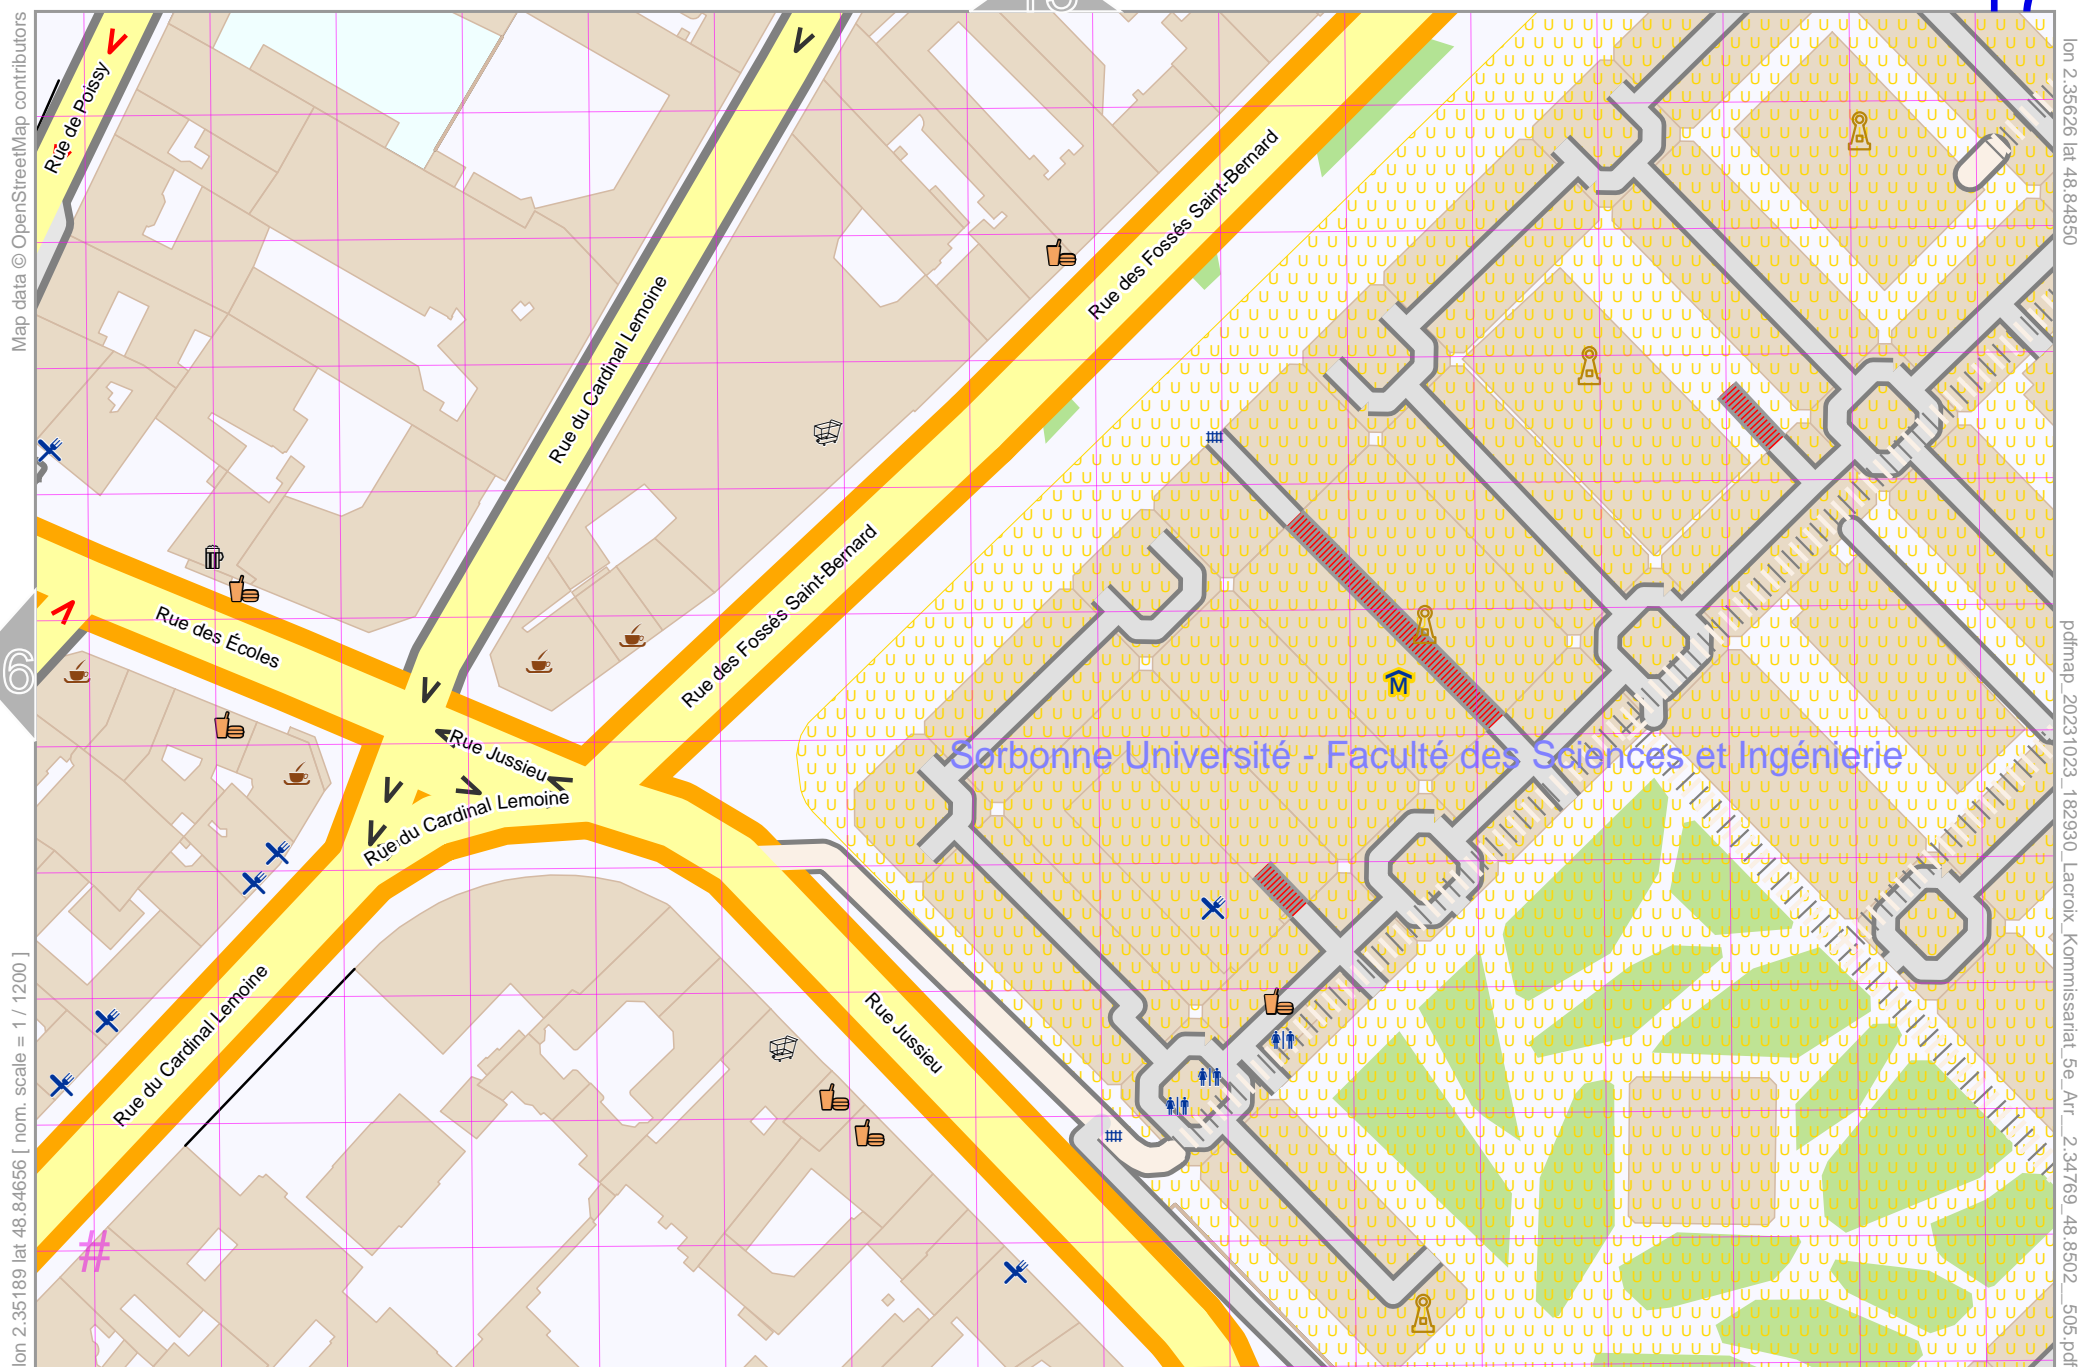 Map data © OpenStreetMap contributors
lon 2.35189 lat 48.84656 [ nom. scale = 1 / 1200 ]
lon 2.35626 lat 48.84850
pdfmap_20231023_182930_Lacroix_Kommissariat_5e_Arr__2.34769_48.8502__505.pdf
6
Rue de Poissy
Rue du Cardinal Lemoine
Rue des Fossés Saint-Bernard
Rue des Fossés Saint-Bernard
Rue des Écoles
Rue Jussieu
Rue du Cardinal Lemoine
Sorbonne Université - Faculté des Sciences et Ingénierie
M
Rue du Cardinal Lemoine
Rue Jussieu
#